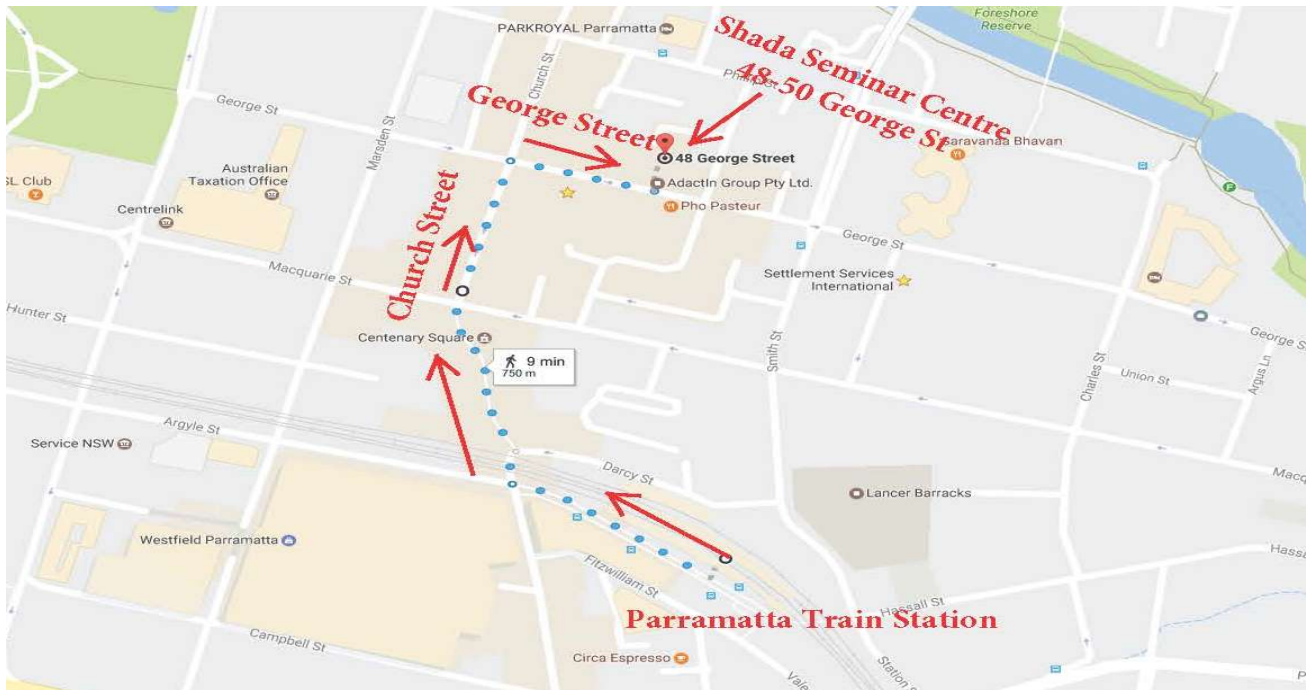 Foreshore
Reserve
PARKROYAL Parramatta
Shada Seminar Centre
48-50 George St
Church St
George St
George Street
Marsden St
Saravanaa Bhavan
48 George Street
Australian
Taxation Office
AdactIn Group Pty Ltd.
SL Club
Pho Pasteur
Centrelink
F
Church Street
George St
Macquarie St
Settlement Services
International
Hunter St
Centenary Square
George St
9 min
750 m
Smith St
Charles St
Union St
Argus Ln
Argyle St
Service NSW
Darcy St
Macq
Lancer Barracks
Westfield Parramatta
Fitzwilliam St
Hass
Hassall St
Parramatta Train Station
Campbell St
Circa Espresso
Station
Vale
P